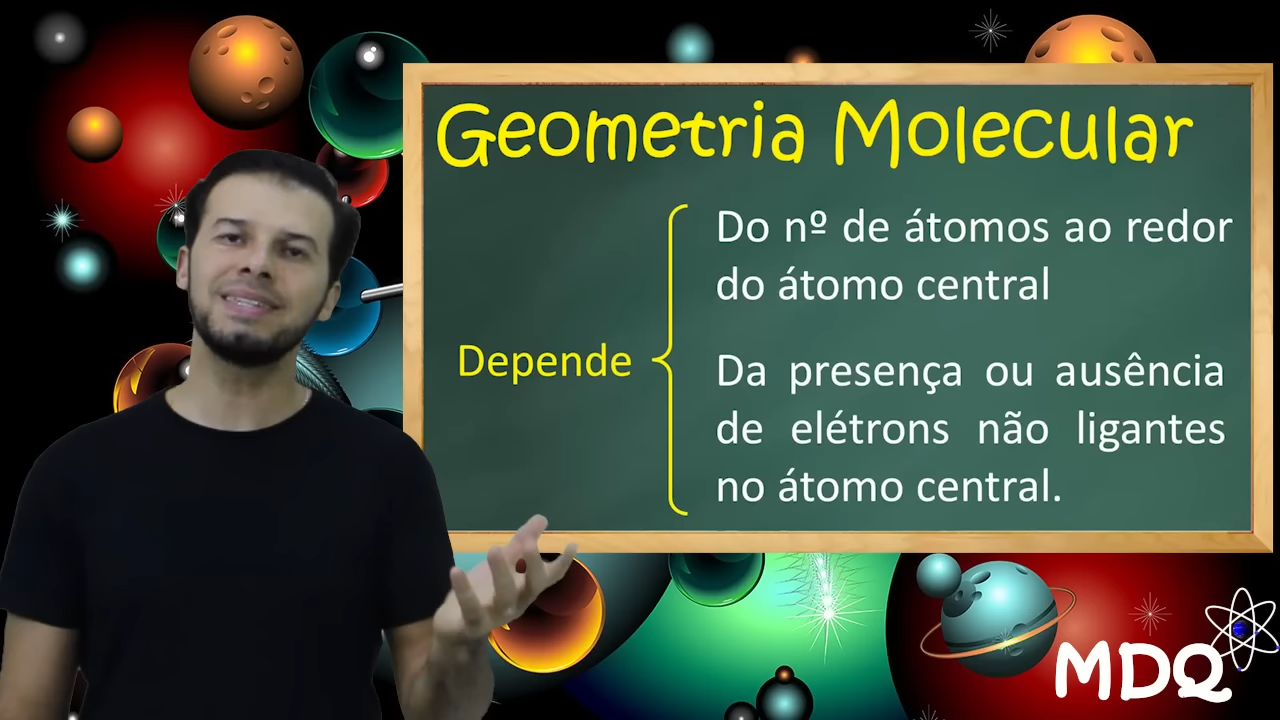 Geometria Molecular
Do nº de átomos ao redor
do átomo central
Depende
Da presença ou ausência
de elétrons não ligantes
no átomo central.
MDQ